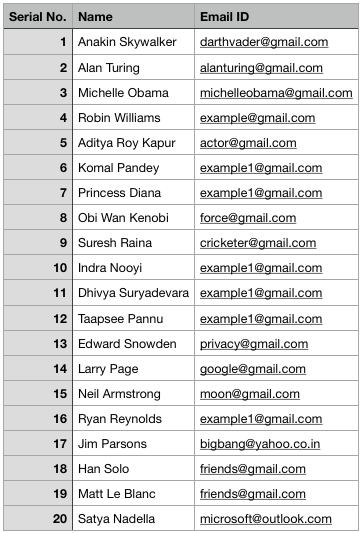 Serial No. Name Email ID
1 Anakin Skywalker darthvader@gmail.com
2 Alan Turing alanturing@gmail.com
3 Michelle Obama michelleobama@gmail.com
4 Robin Williams example@gmail.com
5 Aditya Roy Kapur actor@gmail.com
6 Komal Pandey example1@gmail.com
7 Princess Diana example1@gmail.com
8 Obi Wan Kenobi force@gmail.com
9 Suresh Raina cricketer@gmail.com
10 Indra Nooyi example1@gmail.com
11 Dhivya Suryadevara example1@gmail.com
12 Taapsee Pannu example1@gmail.com
13 Edward Snowden privacy@gmail.com
14 Larry Page google@gmail.com
15 Neil Armstrong moon@gmail.com
16 Ryan Reynolds example1@gmail.com
17 Jim Parsons bigbang@yahoo.co.in
18 Han Solo friends@gmail.com
19 Matt Le Blanc friends@gmail.com
20 Satya Nadella microsoft@outlook.com